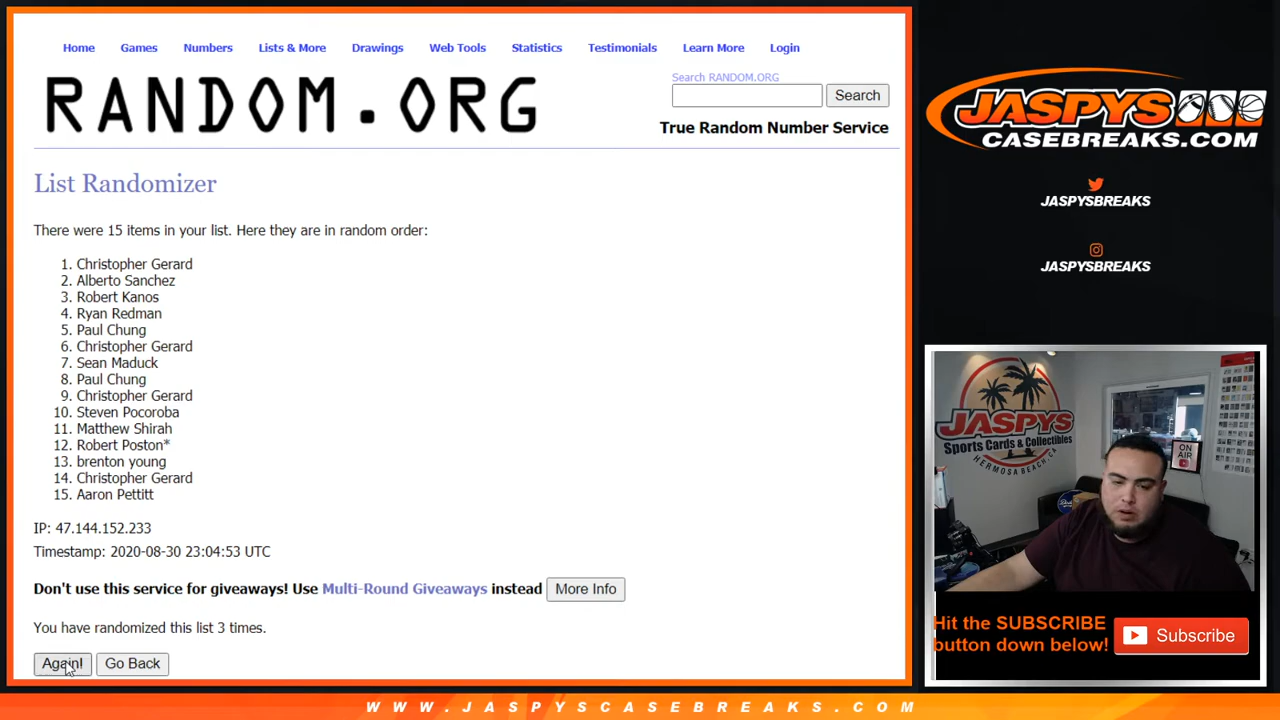 Home Games Numbers Lists & More Drawings Web Tools Statistics Testimonials Learn More Login
RANDOM.ORG
Search RANDOM.ORG
Search
True Random Number Service
List Randomizer
There were 15 items in your list. Here they are in random order:
1. Christopher Gerard
2. Alberto Sanchez
3. Robert Kanos
4. Ryan Redman
5. Paul Chung
6. Christopher Gerard
7. Sean Maduck
8. Paul Chung
9. Christopher Gerard
10. Steven Pocoroba
11. Matthew Shirah
12. Robert Poston*
13. brenton young
14. Christopher Gerard
15. Aaron Pettitt
IP: 47.144.152.233
Timestamp: 2020-08-30 23:04:53 UTC
Don't use this service for giveaways! Use Multi-Round Giveaways instead More Info
You have randomized this list 3 times.
Again! Go Back
JASPYS
CASEBREAKS.COM
JASPYSBREAKS
JASPYSBREAKS
JASPYS
Sports Cards & Collectibles
HERMOSA BEACH, CA
ON
AIR
Hit the SUBSCRIBE
button down below!
Subscribe
WWW.JASPYSCASEBREAKS.COM